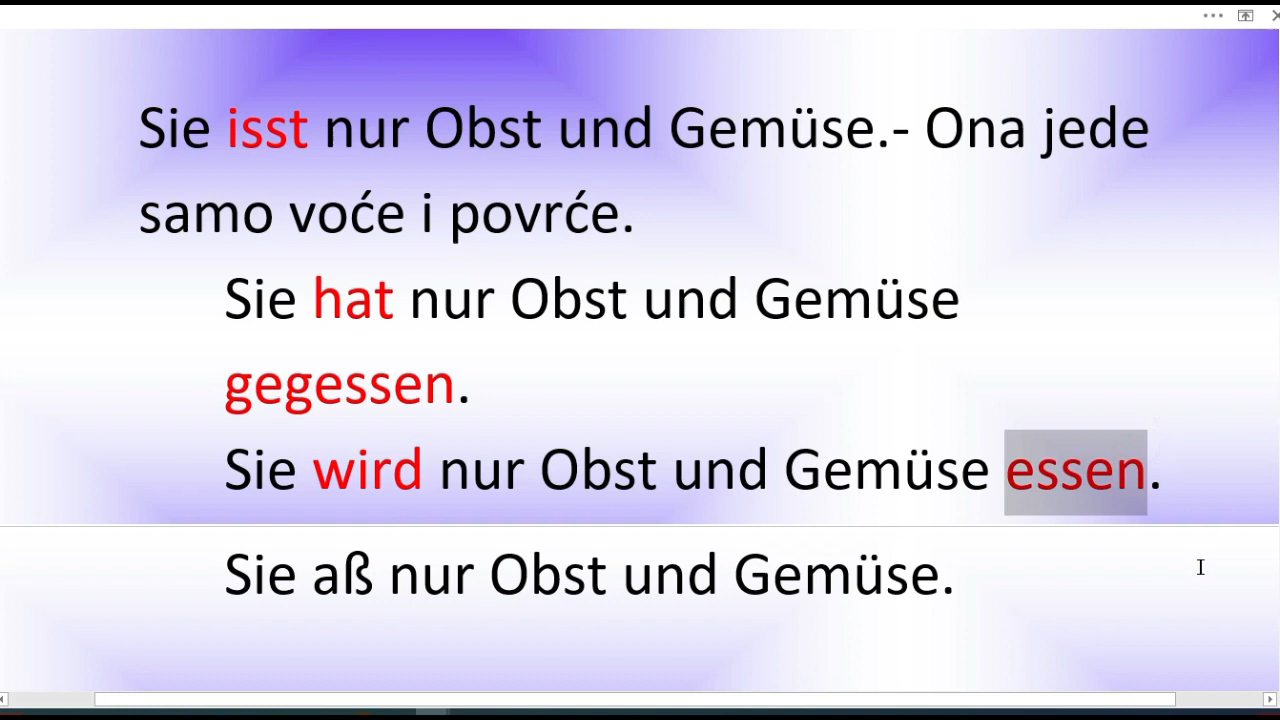 Sie isst nur Obst und Gemüse.- Ona jede
samo voće i povrće.
Sie hat nur Obst und Gemüse
gegessen.
Sie wird nur Obst und Gemüse essen.
Sie aß nur Obst und Gemüse.